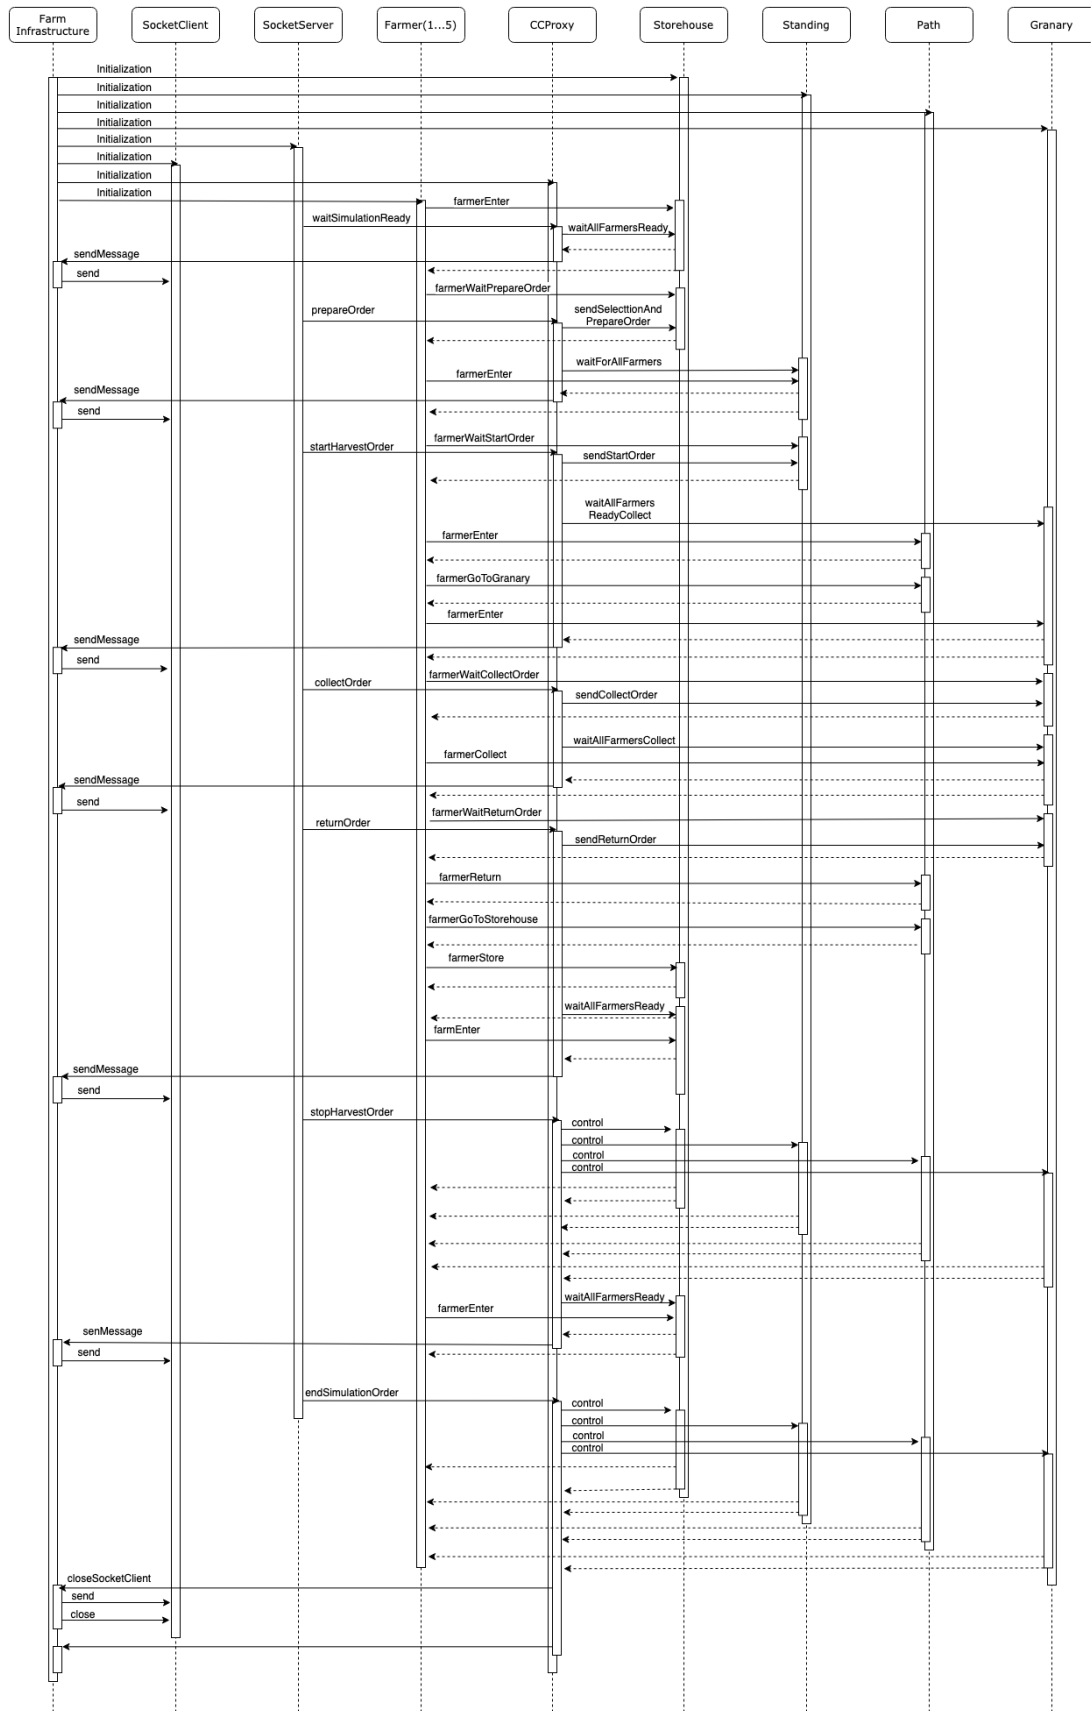 Farm
Infrastructure
SocketClient
SocketServer
Farmer(1...5)
CCProxy
Storehouse
Standing
Path
Granary
Initialization
Initialization
Initialization
Initialization
Initialization
Initialization
Initialization
Initialization
farmerEnter
waitSimulationReady
waitAllFarmersReady
sendMessage
send
farmerWaitPrepareOrder
prepareOrder
sendSelecttionAnd
PrepareOrder
waitForAllFarmers
farmerEnter
sendMessage
send
farmerWaitStartOrder
startHarvestOrder
sendStartOrder
waitAllFarmers
ReadyCollect
farmerEnter
farmerGoToGranary
farmerEnter
sendMessage
send
farmerWaitCollectOrder
collectOrder
sendCollectOrder
waitAllFarmersCollect
farmerCollect
sendMessage
send
farmerWaitReturnOrder
returnOrder
sendReturnOrder
farmerReturn
farmerGoToStorehouse
farmerStore
waitAllFarmersReady
farmEnter
sendMessage
send
stopHarvestOrder
control
control
control
control
waitAllFarmersReady
farmerEnter
senMessage
send
endSimulationOrder
control
control
control
control
closeSocketClient
send
close